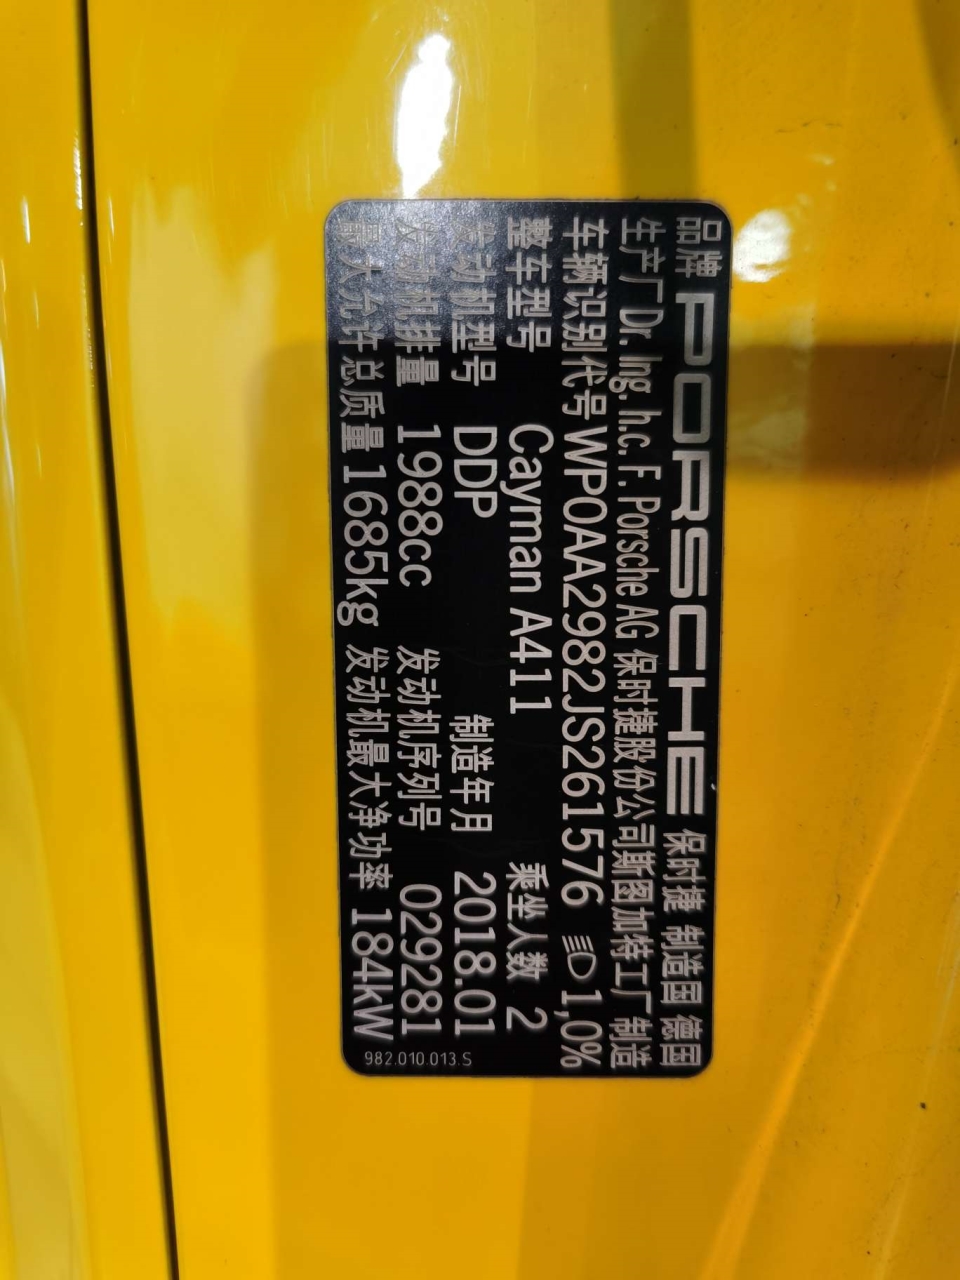 品牌 PORSCHE 保时捷 制造国 德国
生产厂 Dr. Ing. h.c. F. Porsche AG 保时捷股份公司斯图加特工厂 制造
车辆识别代号 WP0AA2982JS261576 1,0%
整车型号 Cayman A411 乘坐人数 2
发动机型号 DDP 制造年月 2018.01
发动机排量 1988cc 发动机序列号 029281
最大允许总质量 1685kg 发动机最大净功率 184kW
982.010.013.S